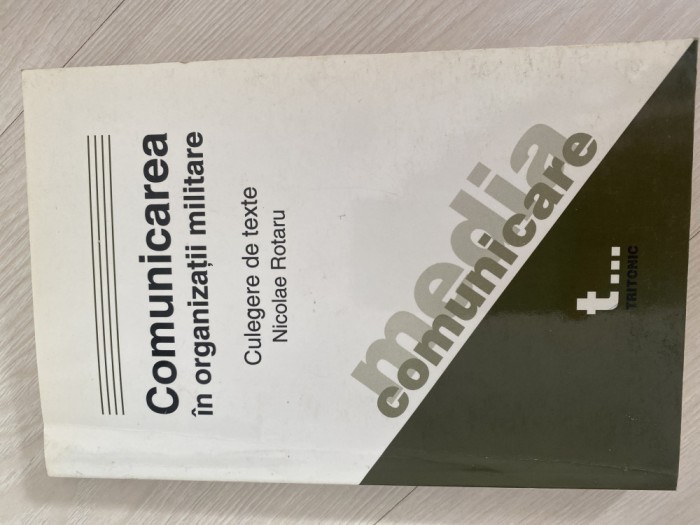 Comunicarea
în organizații militare
Culegere de texte
Nicolae Rotaru
media
comunicare
t...
TRITONIC